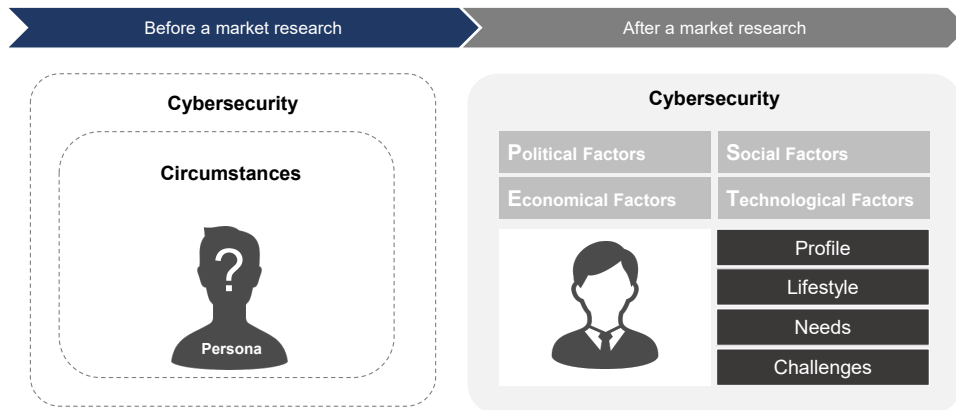 Before a market research
After a market research
Cybersecurity
Circumstances
?
Persona
Cybersecurity
Political Factors
Social Factors
Economical Factors
Technological Factors
Profile
Lifestyle
Needs
Challenges